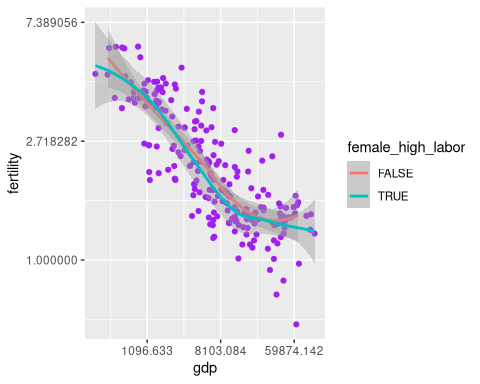 7.389056
2.718282
1.000000
fertility
1096.633
8103.084
59874.142
gdp
female_high_labor
FALSE
TRUE